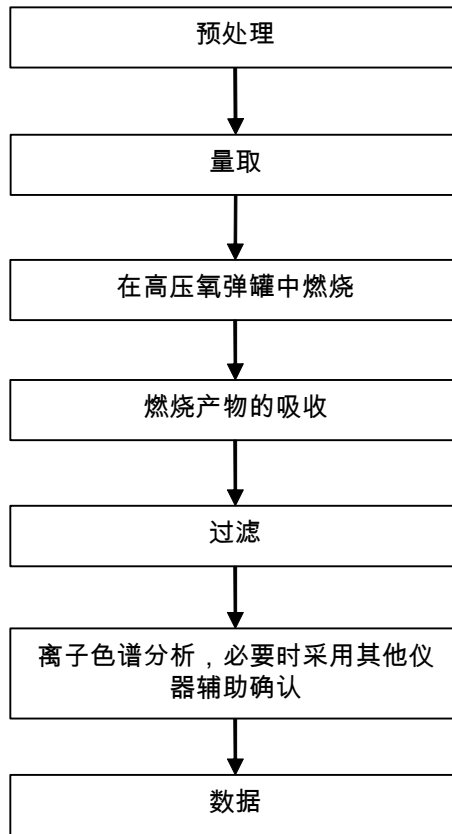 预处理
量取
在高压氧弹罐中燃烧
燃烧产物的吸收
过滤
离子色谱分析，必要时采用其他仪
器辅助确认
数据